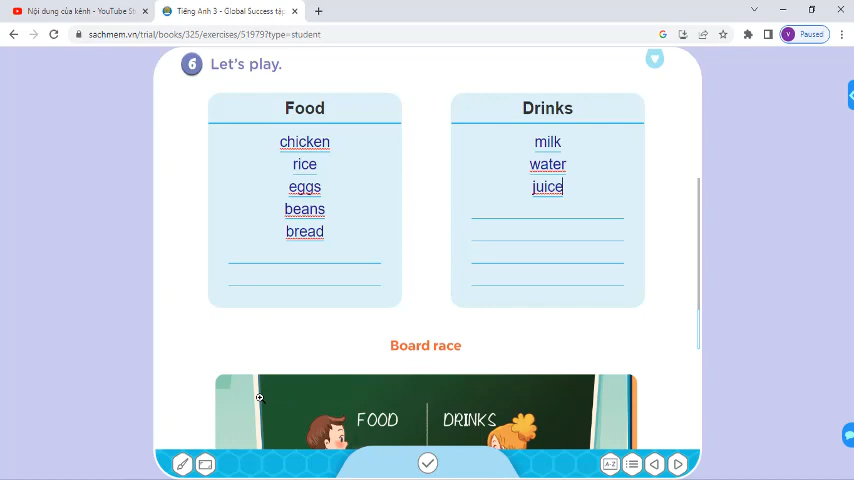 Nội dung của kênh - YouTube St
Tiếng Anh 3 - Global Success tập
sachmem.vn/trial/books/325/exercises/51979?type=student
V Paused
6 Let's play.
Food
chicken
rice
eggs
beans
bread
Drinks
milk
water
juice
Board race
FOOD DRINKS
A-Z